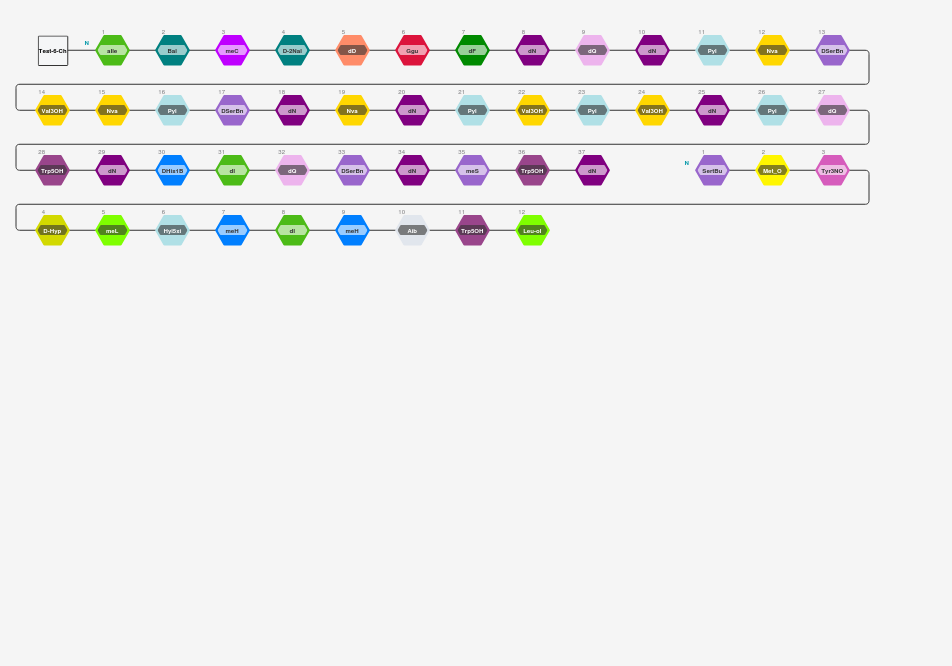 1 2 3 4 5 6 7 8 9 10 11 12 13
Test-6-Ch N aIle Bal meC D-2Nal dD Ggu dF dN dQ dN Pyl Nva DSerBn
14 15 16 17 18 19 20 21 22 23 24 25 26 27
Val3OH Nva Pyl DSerBn dN Nva dN Pyl Val3OH Pyl Val3OH dN Pyl dQ
28 29 30 31 32 33 34 35 36 37 1 2 3
Trp5OH dN DHis1B dI dQ DSerBn dN meS Trp5OH dN N SertBu Met_O Tyr3NO
4 5 6 7 8 9 10 11 12
D-Hyp meL Hyl5xi meH dI meH Aib Trp5OH Leu-ol